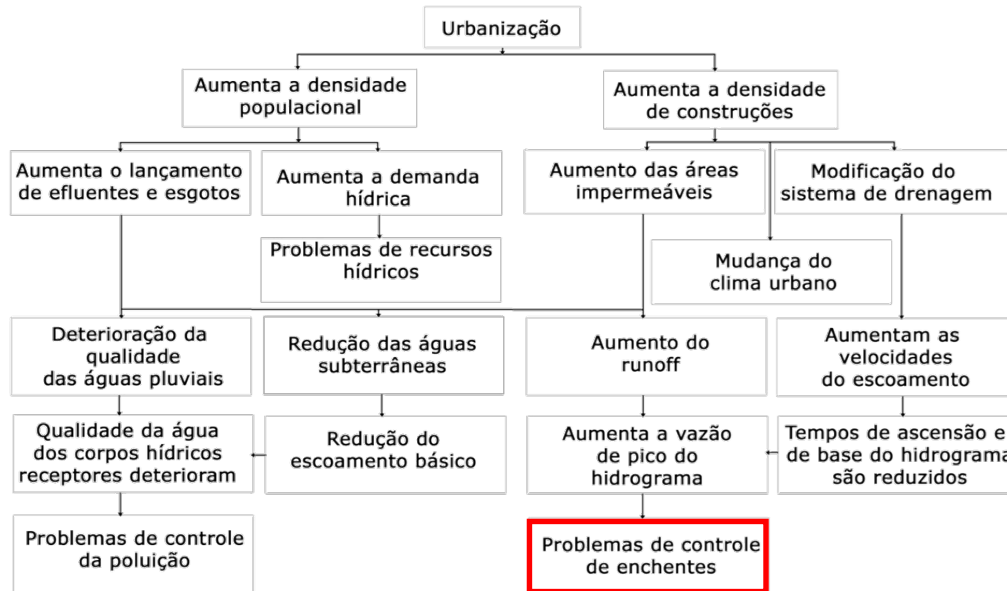 Urbanização
Aumenta a densidade
populacional
Aumenta a densidade
de construções
Aumenta o lançamento
de efluentes e esgotos
Aumenta a demanda
hídrica
Aumento das áreas
impermeáveis
Modificação do
sistema de drenagem
Problemas de recursos
hídricos
Mudança do
clima urbano
Deterioração da
qualidade
das águas pluviais
Redução das águas
subterrâneas
Aumento do
runoff
Aumentam as
velocidades
do escoamento
Qualidade da água
dos corpos hídricos
receptores deterioram
Redução do
escoamento básico
Aumenta a vazão
de pico do
hidrograma
Tempos de ascensão e
de base do hidrograma
são reduzidos
Problemas de controle
da poluição
Problemas de controle
de enchentes